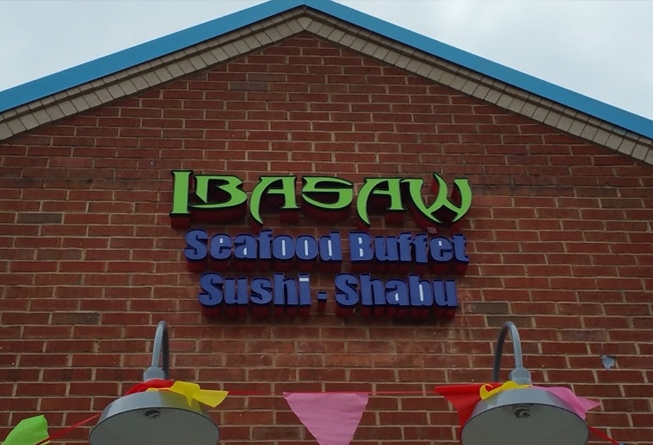 IBASAW
Seafood Buffet
Sushi - Shabu